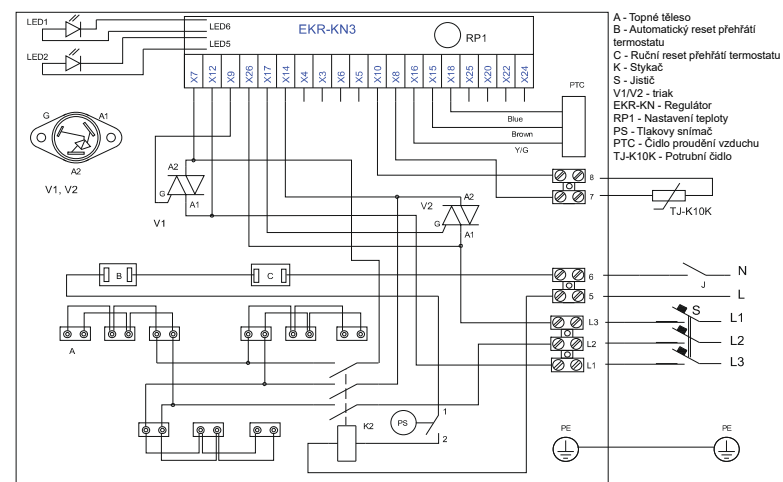 LED1
LED6
LED2
LED5
EKR-KN3
RP1
X7
X12
X9
X26
X17
X14
X4
X3
X6
X5
X10
X8
X16
X15
X18
X25
X20
X22
X24
PTC
Blue
Brown
Y/G
A - Topné těleso
B - Automatický reset přehřátí
termostatu
C - Ruční reset přehřátí termostatu
K - Stykač
S - Jistič
V1/V2 - triak
EKR-KN - Regulátor
RP1 - Nastavení teploty
PS - Tlakovy snímač
PTC - Čidlo proudění vzduchu
TJ-K10K - Potrubní čidlo
G
A1
A2
V1, V2
A2
G
A1
V1
V2
A2
G
A1
8
7
TJ-K10K
B
C
6
J
N
5
L
A
L3
S
L1
L2
L2
L1
L3
K2
PS
1
2
PE
PE